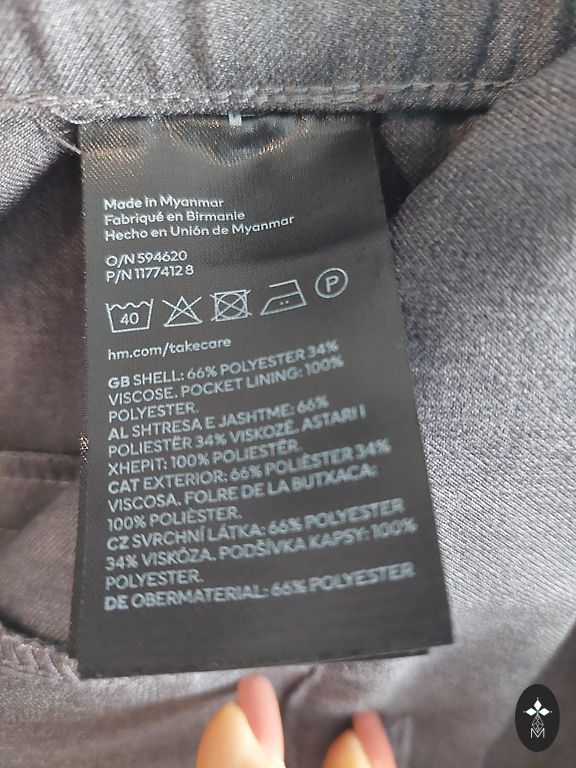 Made in Myanmar
Fabriqué en Birmanie
Hecho en Unión de Myanmar
O/N 594620
P/N 1177412 8
40
P
hm.com/takecare
GB SHELL: 66% POLYESTER 34%
VISCOSE. POCKET LINING: 100%
POLYESTER.
AL SHTRESA E JASHTME: 66%
POLIESTËR 34% VISKOZË. ASTARI I
XHEPIT: 100% POLIESTËR.
CAT EXTERIOR: 66% POLIÈSTER 34%
VISCOSA. FOLRE DE LA BUTXACA:
100% POLIÈSTER.
CZ SVRCHNÍ LÁTKA: 66% POLYESTER
34% VISKÓZA. PODŠÍVKA KAPSY: 100%
POLYESTER.
DE OBERMATERIAL: 66% POLYESTER
M